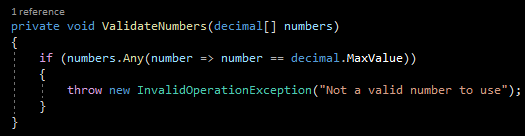 1 reference
private void ValidateNumbers(decimal[] numbers)
{
if (numbers.Any(number => number == decimal.MaxValue))
{
throw new InvalidOperationException("Not a valid number to use");
}
}